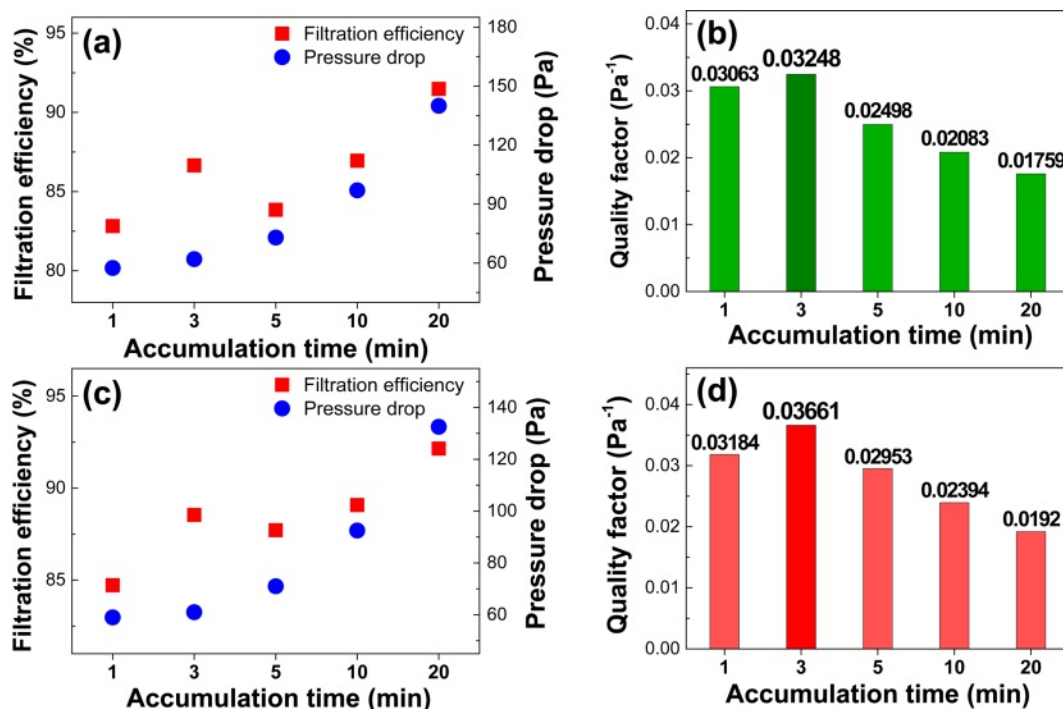 (a)
Filtration efficiency
Pressure drop
95
90
85
80
Filtration efficiency (%)
180
150
120
90
60
Pressure drop (Pa)
1 3 5 10 20
Accumulation time (min)
(b)
0.03063
0.03248
0.02498
0.02083
0.01759
0.04
0.03
0.02
0.01
0.00
Quality factor (Pa⁻¹)
1 3 5 10 20
Accumulation time (min)
(c)
Filtration efficiency
Pressure drop
95
90
85
Filtration efficiency (%)
140
120
100
80
60
Pressure drop (Pa)
1 3 5 10 20
Accumulation time (min)
(d)
0.03184
0.03661
0.02953
0.02394
0.0192
0.04
0.03
0.02
0.01
0.00
Quality factor (Pa⁻¹)
1 3 5 10 20
Accumulation time (min)